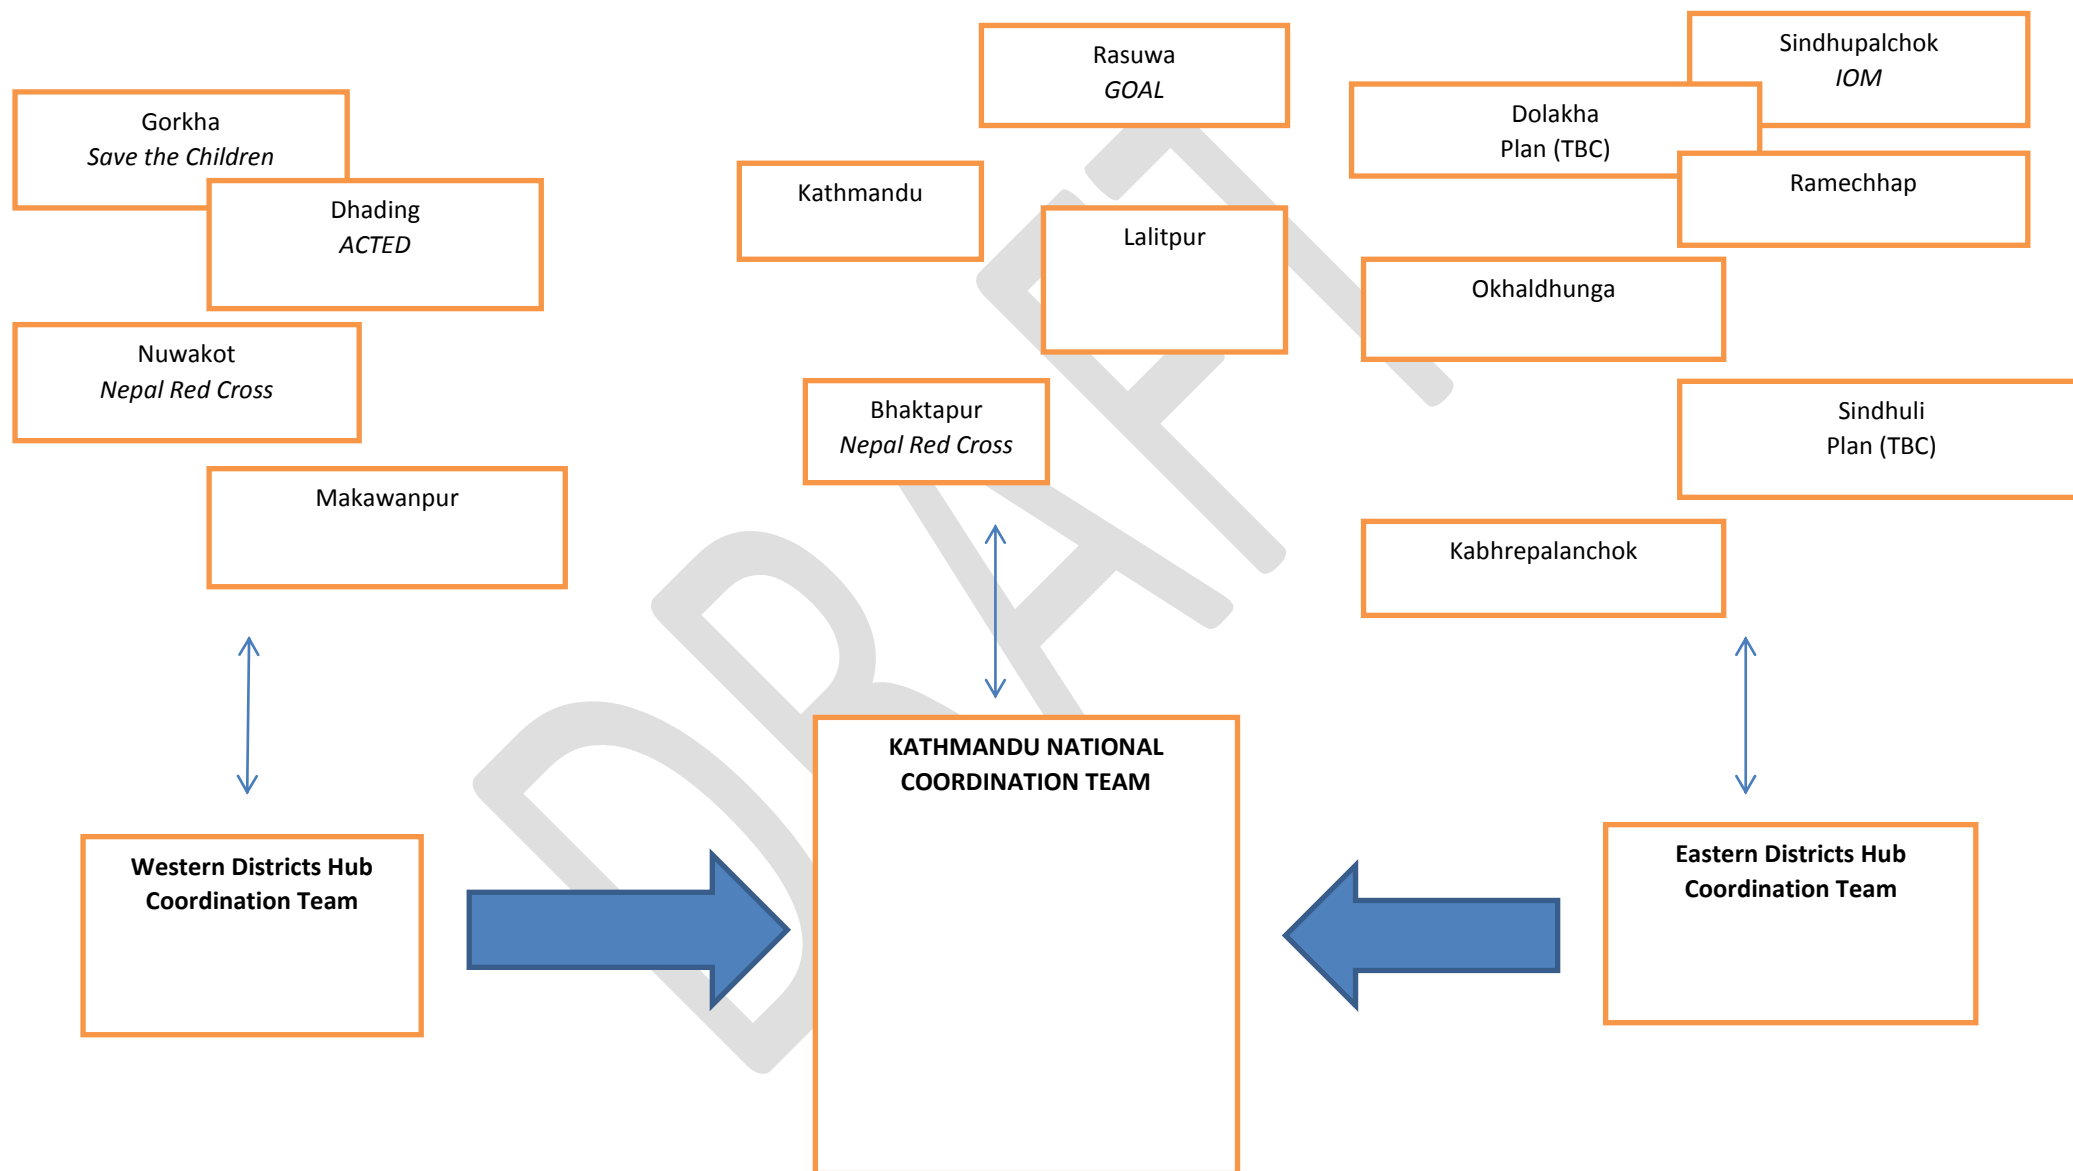 Gorkha
Save the Children
Dhading
ACTED
Nuwakot
Nepal Red Cross
Makawanpur
Rasuwa
GOAL
Kathmandu
Lalitpur
Bhaktapur
Nepal Red Cross
Sindhupalchok
IOM
Dolakha
Plan (TBC)
Ramechhap
Okhaldhunga
Sindhuli
Plan (TBC)
Kabhrepalanchok
DRAFT
Western Districts Hub
Coordination Team
KATHMANDU NATIONAL
COORDINATION TEAM
Eastern Districts Hub
Coordination Team